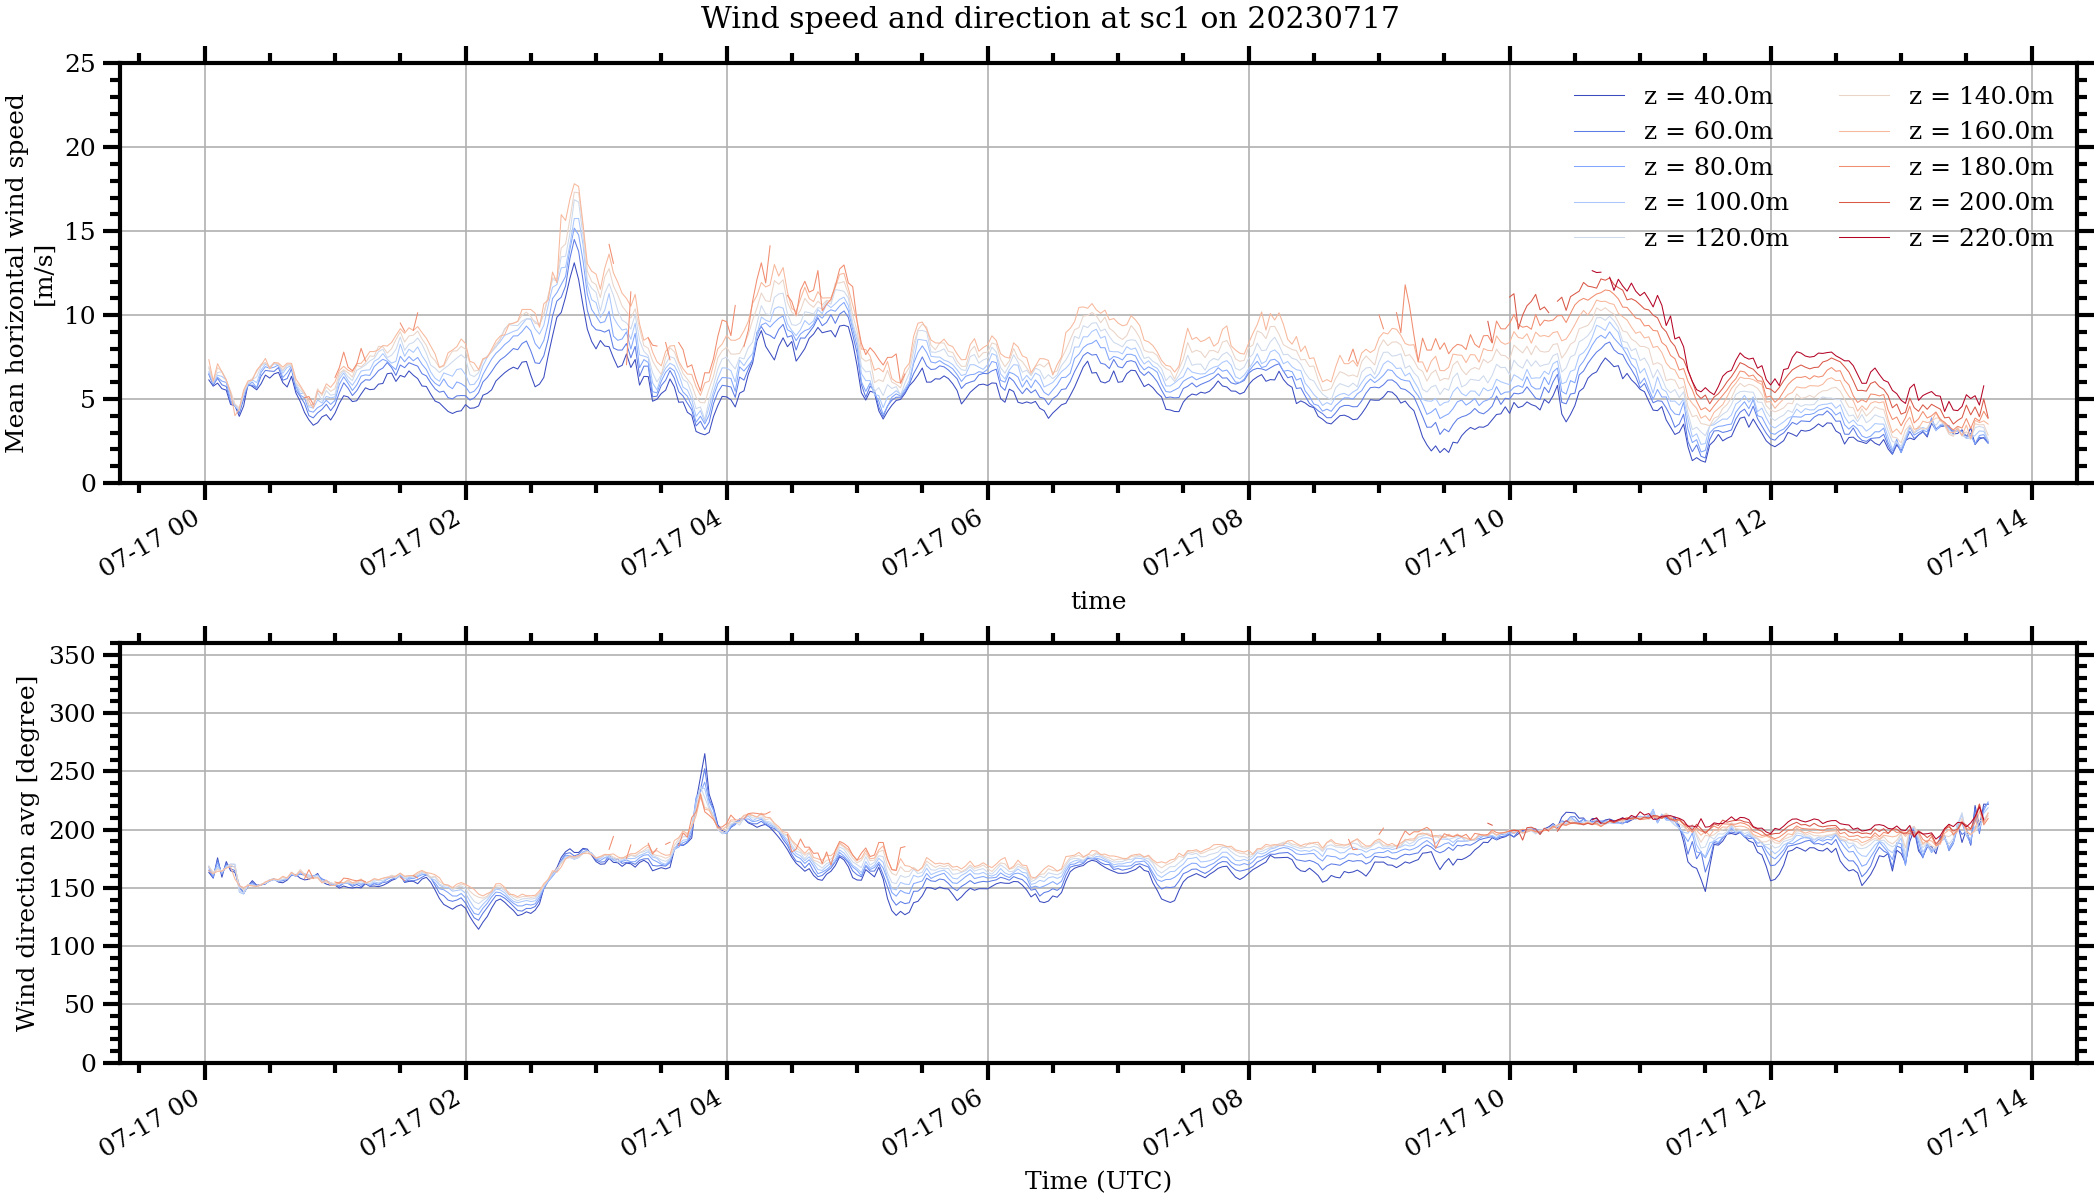 Wind speed and direction at sc1 on 20230717
Mean horizontal wind speed
[m/s]
25
20
15
10
5
0
z = 40.0m
z = 60.0m
z = 80.0m
z = 100.0m
z = 120.0m
z = 140.0m
z = 160.0m
z = 180.0m
z = 200.0m
z = 220.0m
07-17 00
07-17 02
07-17 04
07-17 06
07-17 08
07-17 10
07-17 12
07-17 14
time
Wind direction avg [degree]
350
300
250
200
150
100
50
0
07-17 00
07-17 02
07-17 04
07-17 06
07-17 08
07-17 10
07-17 12
07-17 14
Time (UTC)